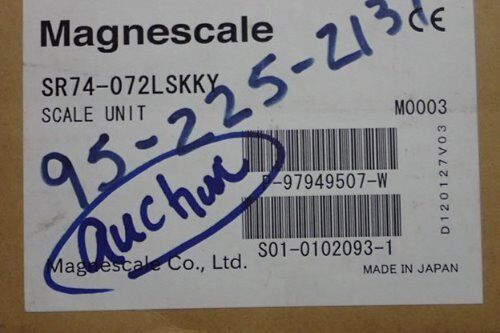 Magnescale
CE
SR74-072LSKKY
SCALE UNIT
M0003
95-225-2131
P-97949507-W
auction
S01-0102093-1
D120127V03
Magnescale Co., Ltd.
MADE IN JAPAN